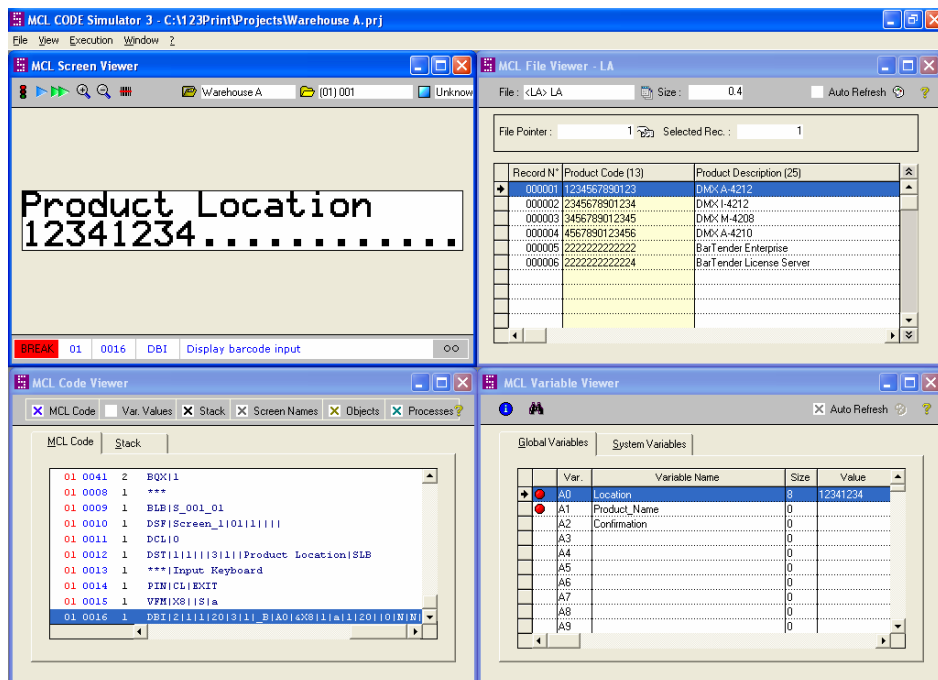 MCL CODE Simulator 3 - C:\123Print\Projects\Warehouse A.prj
File View Execution Window ?
MCL Screen Viewer
Warehouse A (01) 001 Unknow
Product Location
12341234............
BREAK 01 0016 DBI Display barcode input
MCL File Viewer - LA
File : <LA> LA Size : 0.4 Auto Refresh ?
File Pointer : 1 Selected Rec. : 1
Record N° Product Code (13) Product Description (25)
000001 1234567890123 DMX A-4212
000002 2345678901234 DMX I-4212
000003 3456789012345 DMX M-4208
000004 4567890123456 DMX A-4210
000005 2222222222222 BarTender Enterprise
000006 2222222222224 BarTender License Server
MCL Code Viewer
MCL Code Var. Values Stack Screen Names Objects Processes ?
MCL Code Stack
01 0041 2 BQX|1
01 0008 1 ***
01 0009 1 BLB|S_001_01
01 0010 1 DSF|Screen_1|01|1||||
01 0011 1 DCL|0
01 0012 1 DST|1|1|||3|1||Product Location|SLB
01 0013 1 ***|Input Keyboard
01 0014 1 PIN|CL|EXIT
01 0015 1 VFM|X8||S|a
01 0016 1 DBI|2|1|1|20|3|1|_B|A0|&X8|1|a|1|20||0|N|N|
MCL Variable Viewer
Auto Refresh ?
Global Variables System Variables
Var. Variable Name Size Value
A0 Location 8 12341234
A1 Product_Name 0
A2 Confirmation 0
A3 0
A4 0
A5 0
A6 0
A7 0
A8 0
A9 0